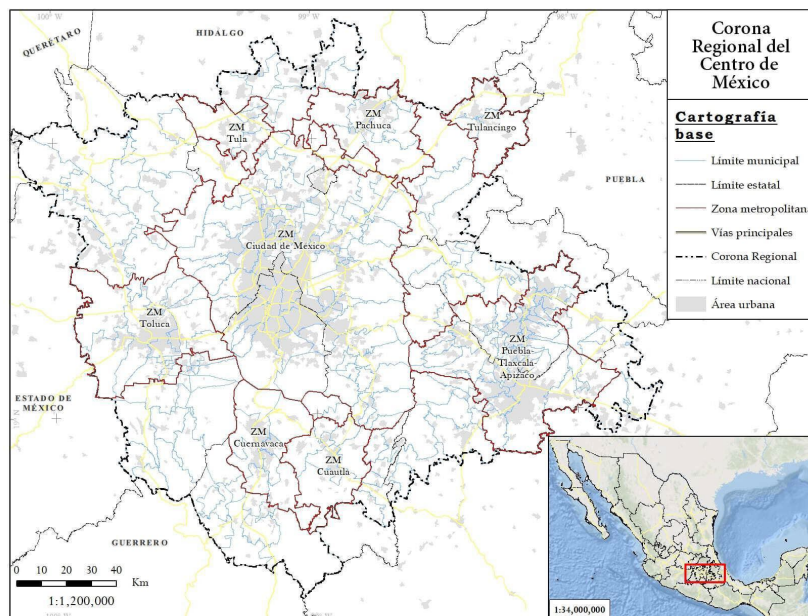 Corona
Regional del
Centro de
México
Cartografía
base
Límite municipal
Límite estatal
Zona metropolitan
Vías principales
Corona Regional
Límite nacional
Área urbana
QUERÉTARO
HIDALGO
99°W
98°W
ZM
Tula
ZM
Pachuca
ZM
Tulancingo
PUEBLA
ZM
Ciudad de Mexico
ZM
Toluca
ZM
Puebla-
Tlaxcala-
Apizaco
ESTADO DE
MÉXICO
ZM
Cuernavaca
ZM
Cuautla
GUERRERO
0 10 20 30 40
Km
1:1,200,000
1:34,000,000